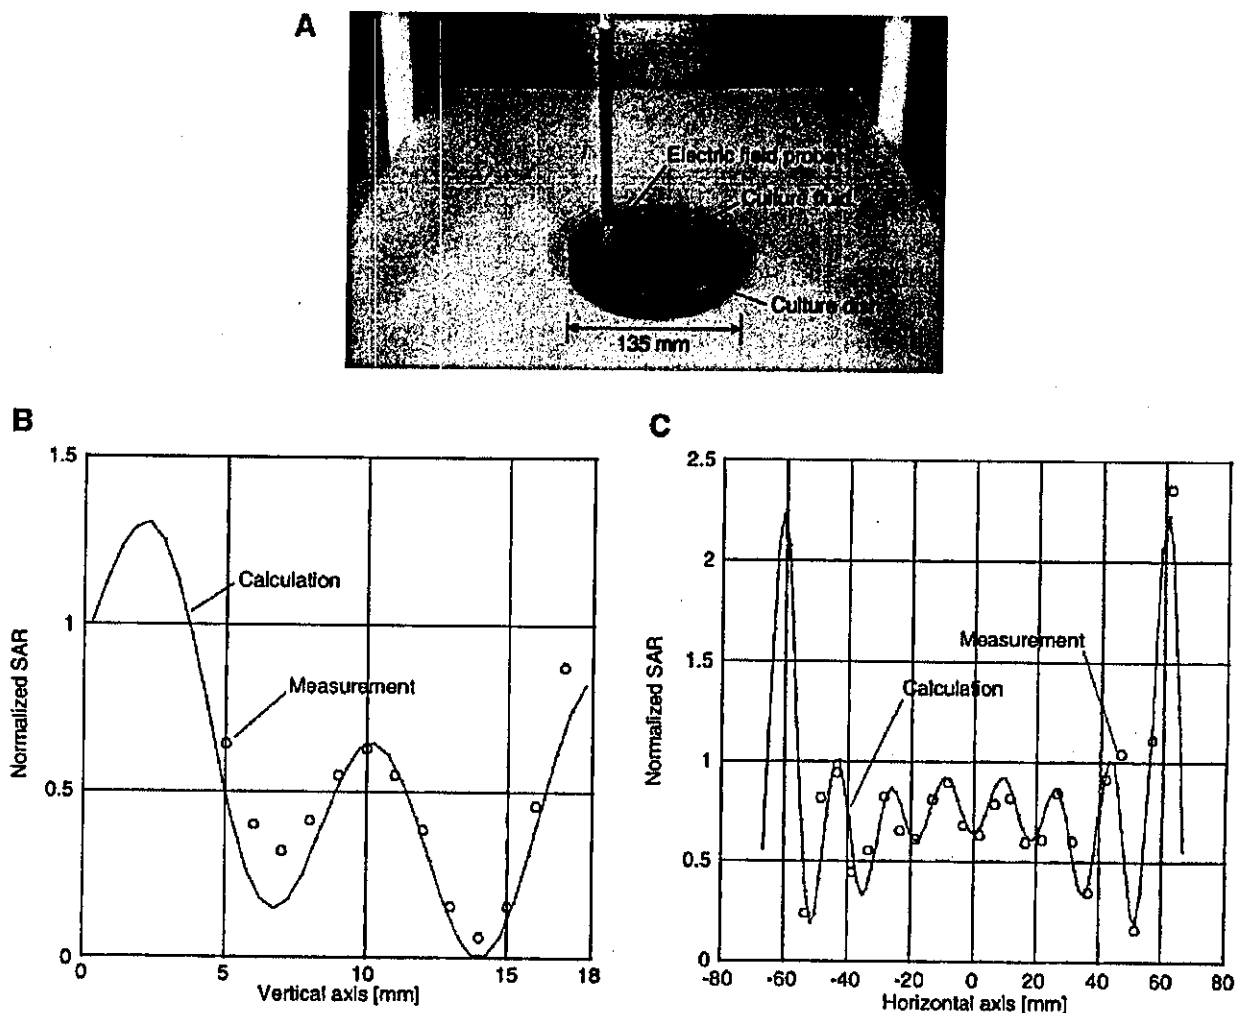 A
Electric field probe
Culture fluid
Culture dish
135 mm
B
1.5
1
0.5
0
Normalized SAR
Calculation
Measurement
0
5
10
15
18
Vertical axis [mm]
C
2.5
2
1.5
1
0.5
0
Normalized SAR
Measurement
Calculation
-80
-60
-40
-20
0
20
40
60
80
Horizontal axis [mm]